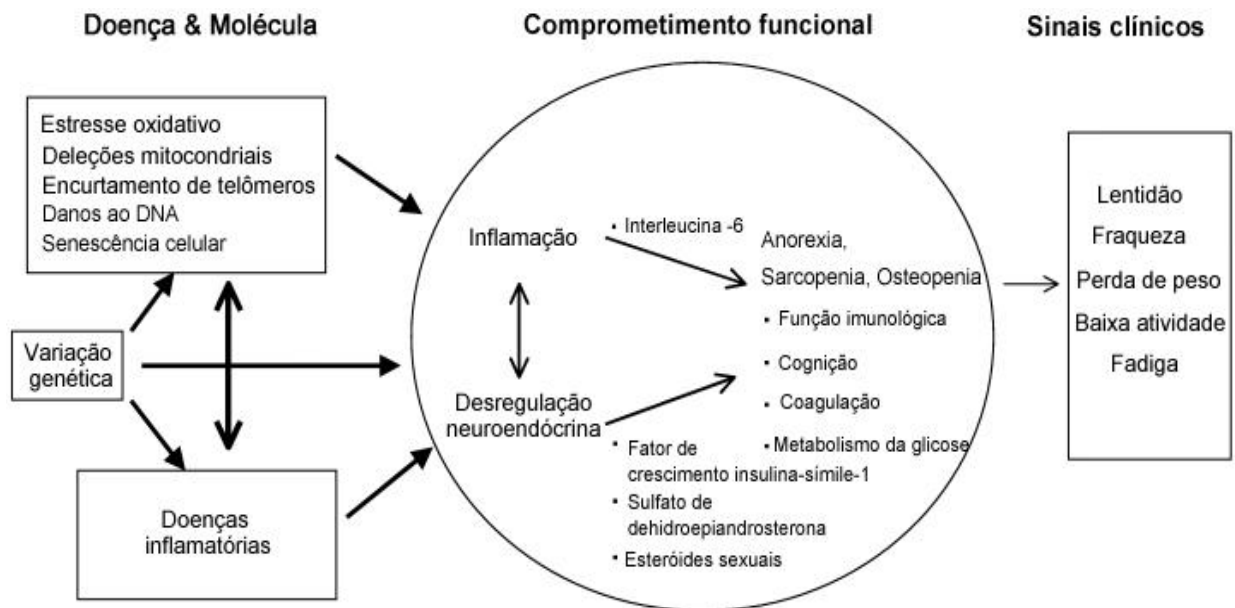 Doença & Molécula
Comprometimento funcional
Sinais clínicos
Estresse oxidativo
Deleções mitocondriais
Encurtamento de telômeros
Danos ao DNA
Senescência celular
Variação
genética
Doenças
inflamatórias
Inflamação
▪ Interleucina -6
Desregulação
neuroendócrina
▪ Fator de
crescimento insulina-símile-1
▪ Sulfato de
dehidroepiandrosterona
▪ Esteróides sexuais
Anorexia,
Sarcopenia, Osteopenia
▪ Função imunológica
▪ Cognição
▪ Coagulação
▪ Metabolismo da glicose
Lentidão
Fraqueza
Perda de peso
Baixa atividade
Fadiga